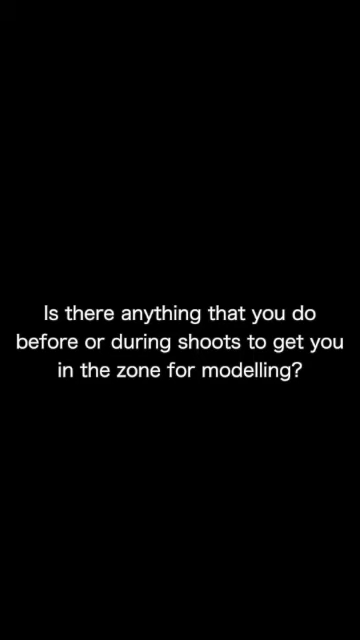 Is there anything that you do
before or during shoots to get you
in the zone for modelling?